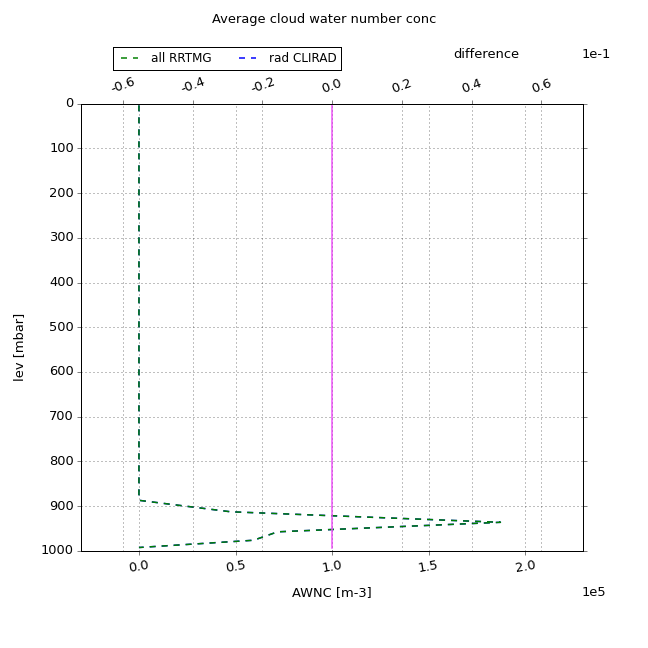 Average cloud water number conc
all RRTMG rad CLIRAD
difference 1e-1
-0.6 -0.4 -0.2 0.0 0.2 0.4 0.6
0
100
200
300
400
500
600
700
800
900
1000
lev [mbar]
0.0 0.5 1.0 1.5 2.0
AWNC [m-3] 1e5